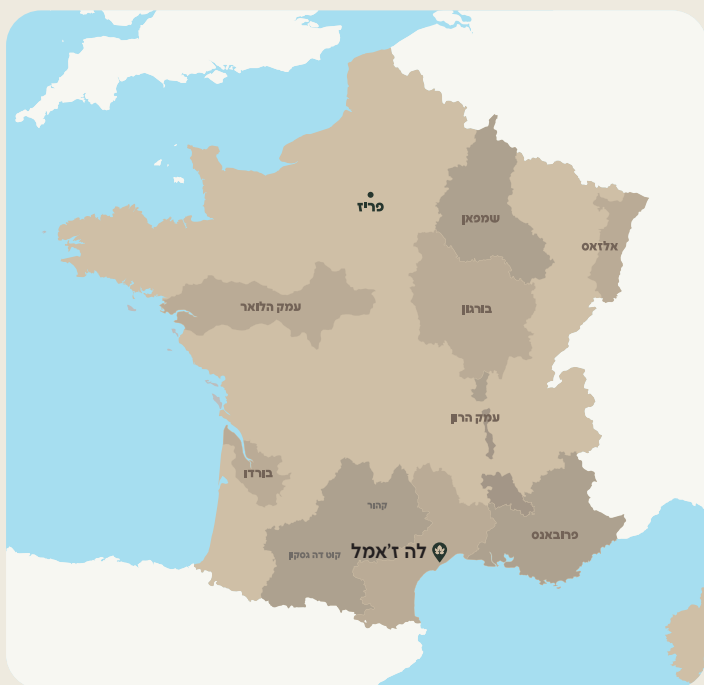 פריז
שמפאן
אלזאס
עמק הלואר
בורגון
עמק הרון
בורדו
קהור
פרובאנס
לה ז'אמל
קוט דה גסקון